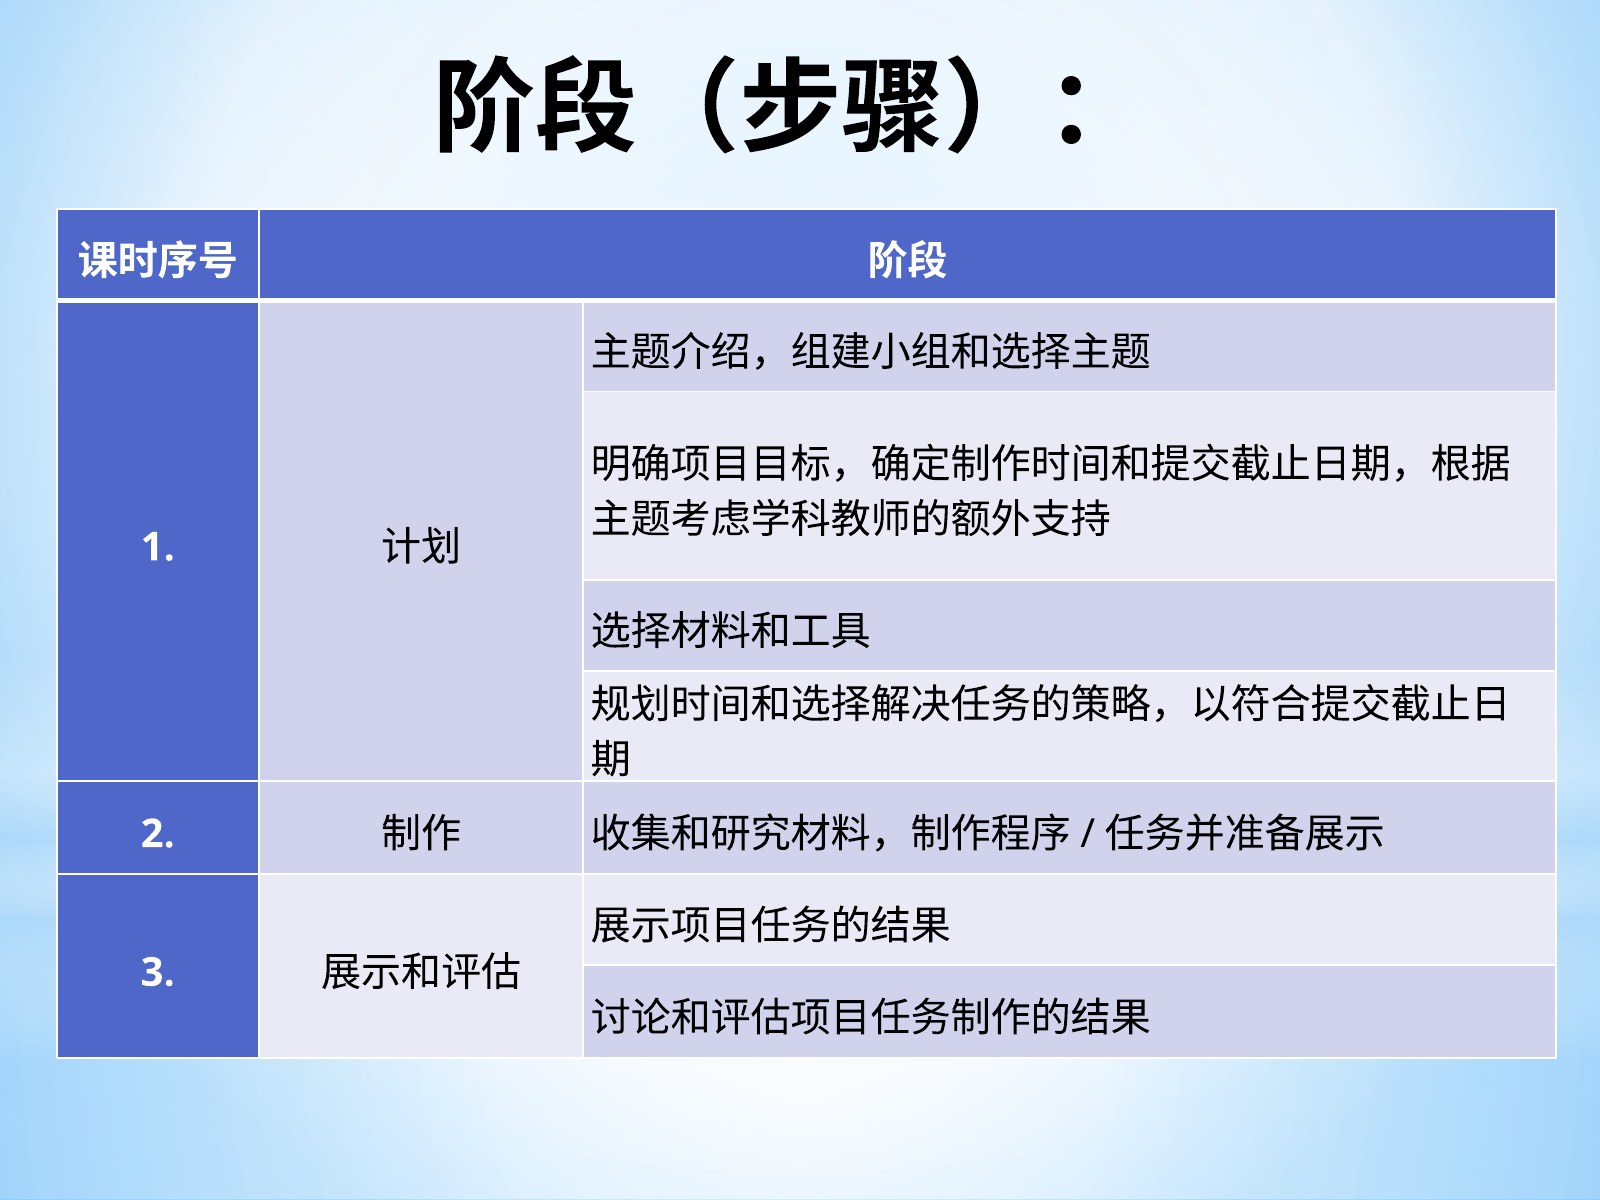 阶段（步骤）：
课时序号
阶段
1.
计划
主题介绍，组建小组和选择主题
明确项目目标，确定制作时间和提交截止日期，根据
主题考虑学科教师的额外支持
选择材料和工具
规划时间和选择解决任务的策略，以符合提交截止日
期
2.
制作
收集和研究材料，制作程序 / 任务并准备展示
3.
展示和评估
展示项目任务的结果
讨论和评估项目任务制作的结果